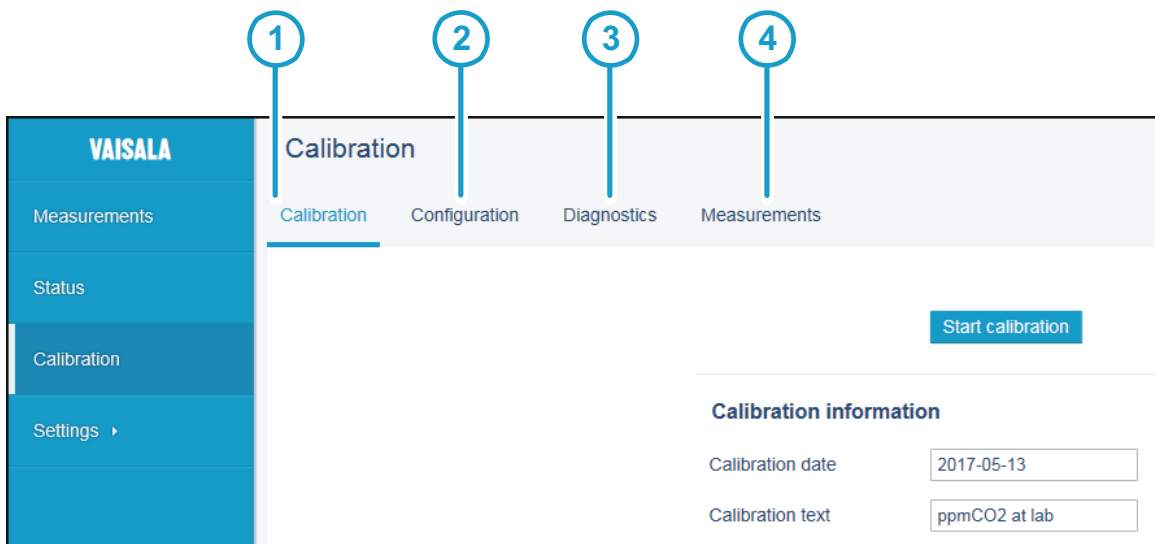 1 2 3 4
VAISALA
Measurements
Status
Calibration
Settings
Calibration
Calibration Configuration Diagnostics Measurements
Start calibration
Calibration information
Calibration date 2017-05-13
Calibration text ppmCO2 at lab